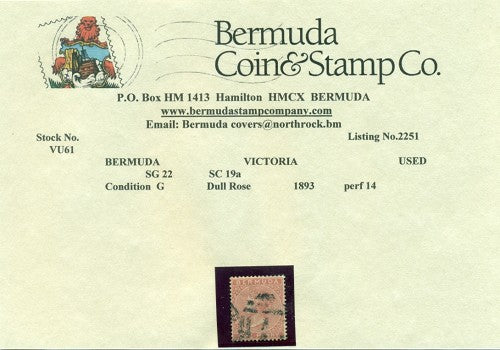 Bermuda
Coin&Stamp Co.
P.O. Box HM 1413 Hamilton HMCX BERMUDA
www.bermudastampcompany.com
Email: Bermuda covers@northrock.bm
Stock No. Listing No.2251
VU61
BERMUDA VICTORIA USED
SG 22 SC 19a
Condition G Dull Rose 1893 perf 14
BERMUDA